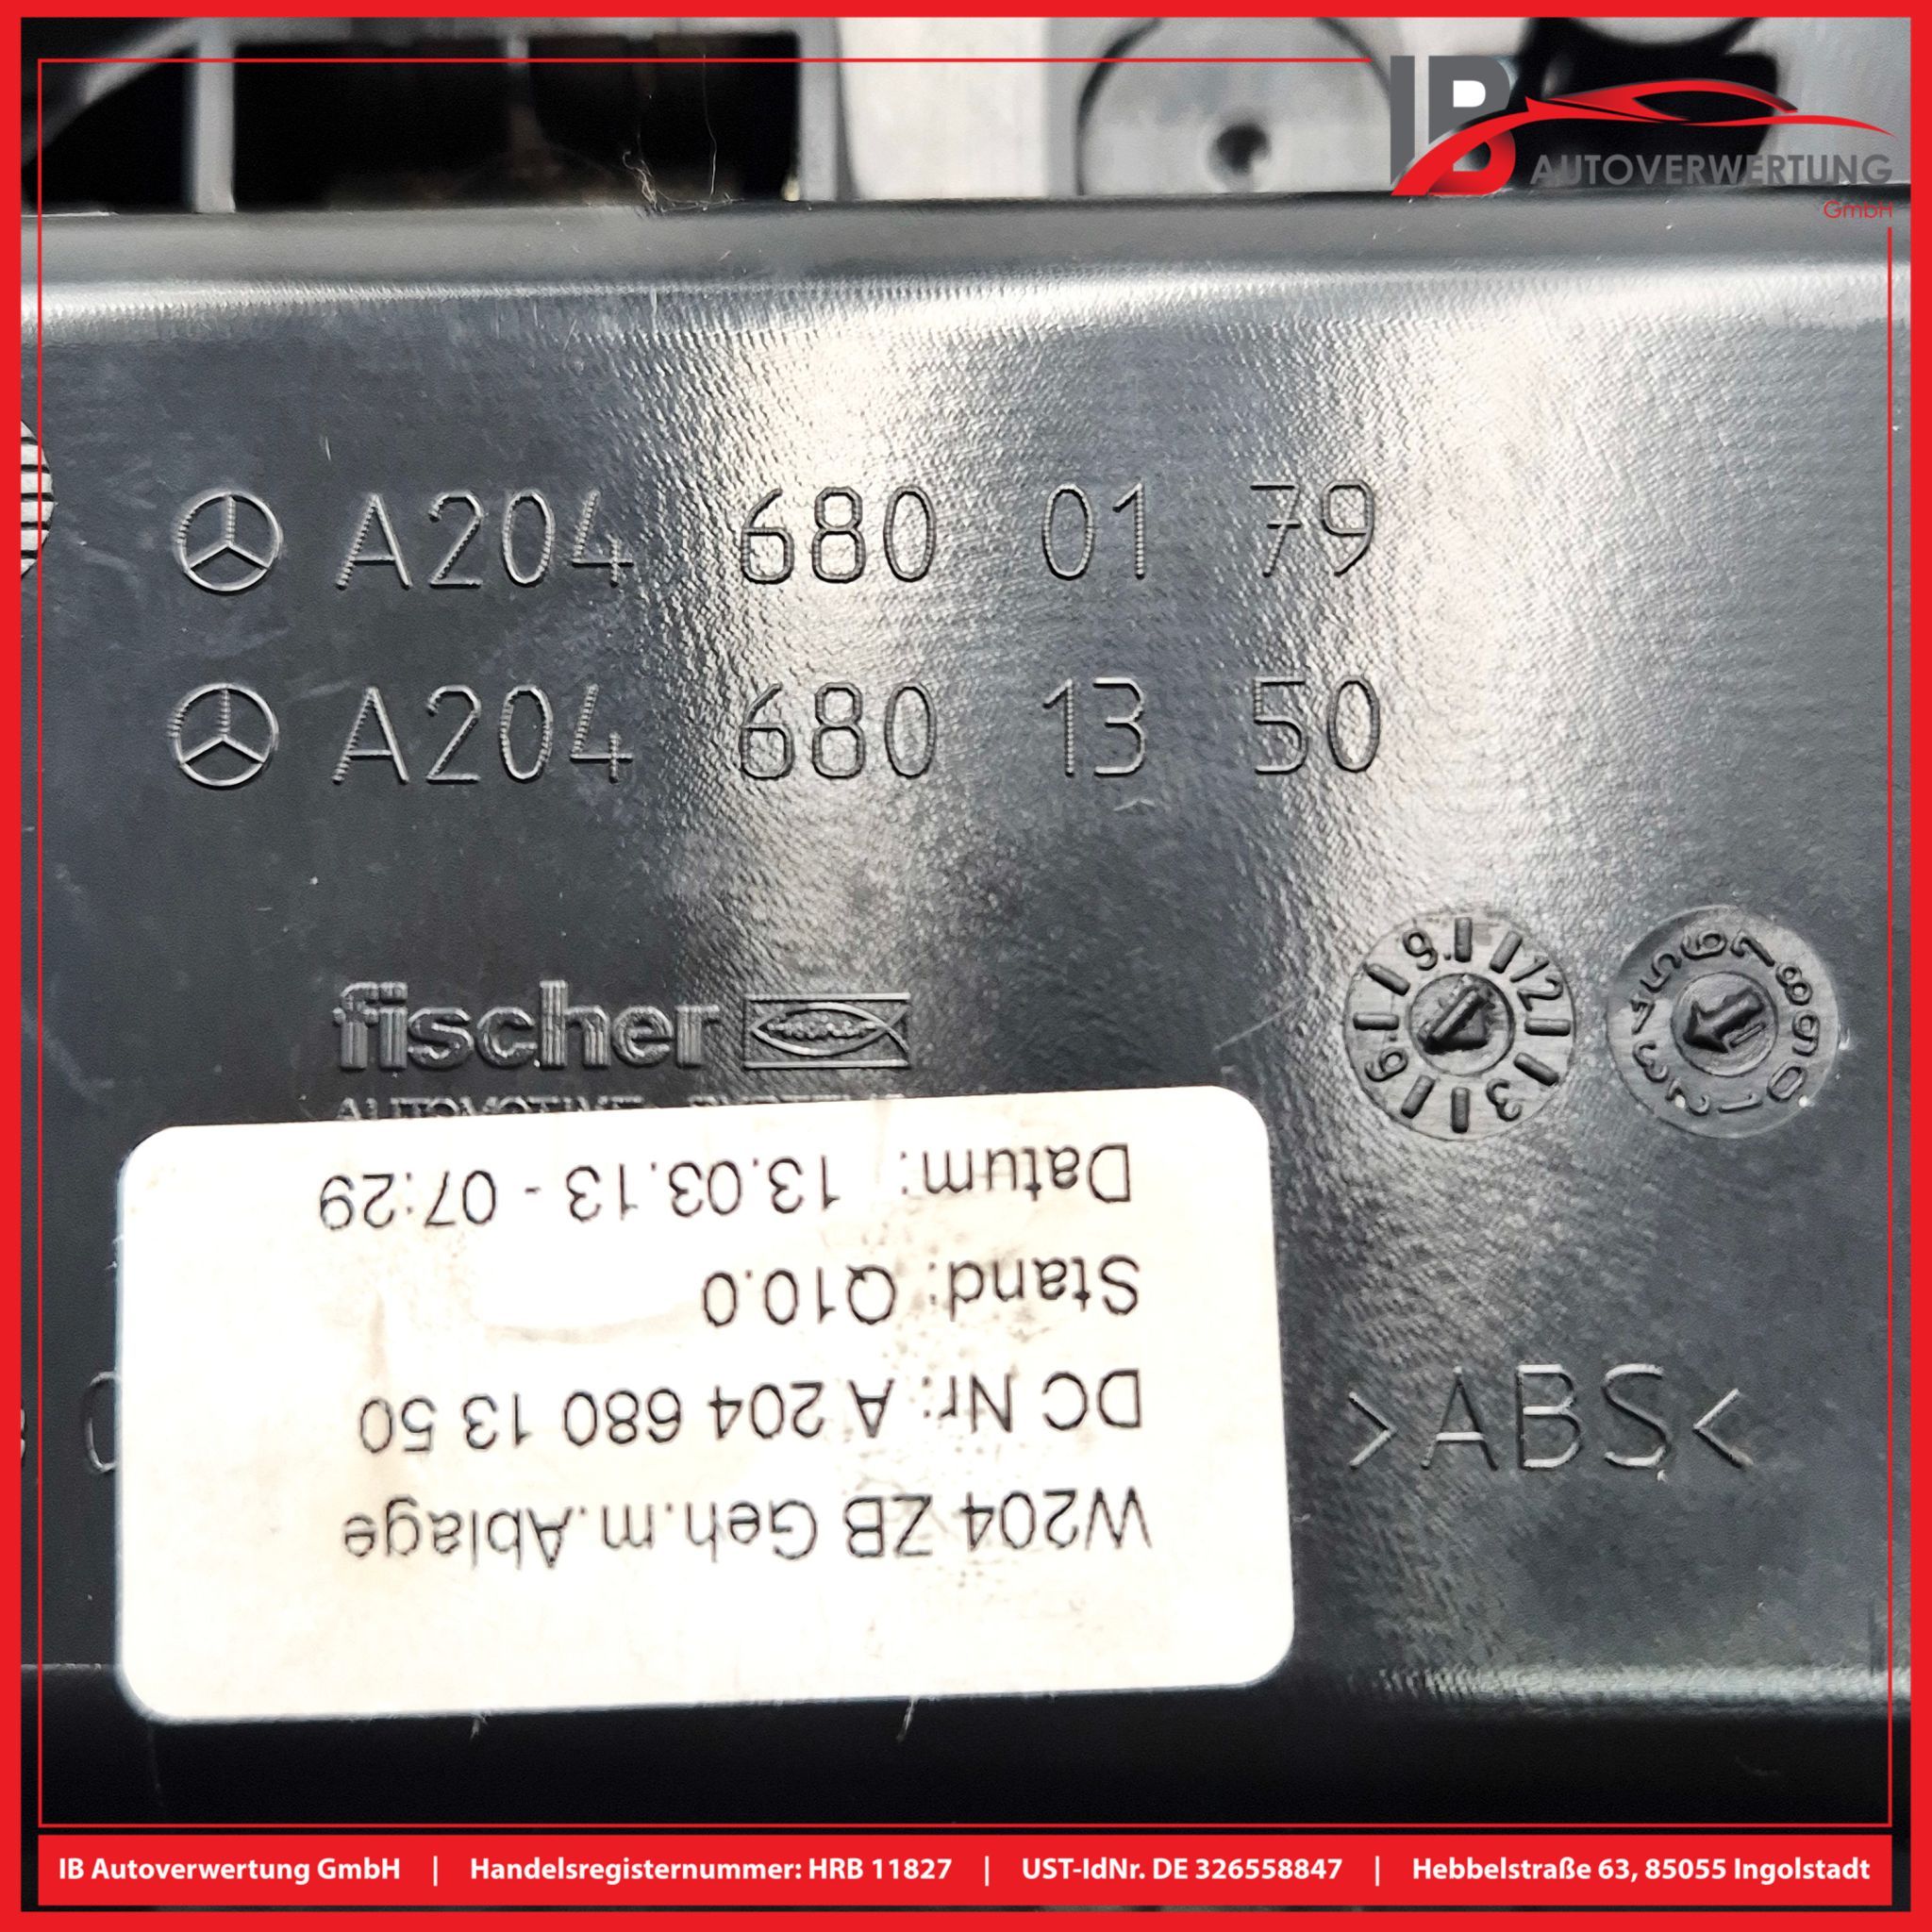 IB
AUTOVERWERTUNG
GmbH
A204 680 01 79
A204 680 13 50
fischer
W204 ZB Geh.m.Ablage
DC Nr.: A 204 680 13 50
Stand: Q10.0
Datum: 13.03.13 - 07:29
>ABS<
IB Autoverwertung GmbH | Handelsregisternummer: HRB 11827 | UST-IdNr. DE 326558847 | Hebbelstraße 63, 85055 Ingolstadt